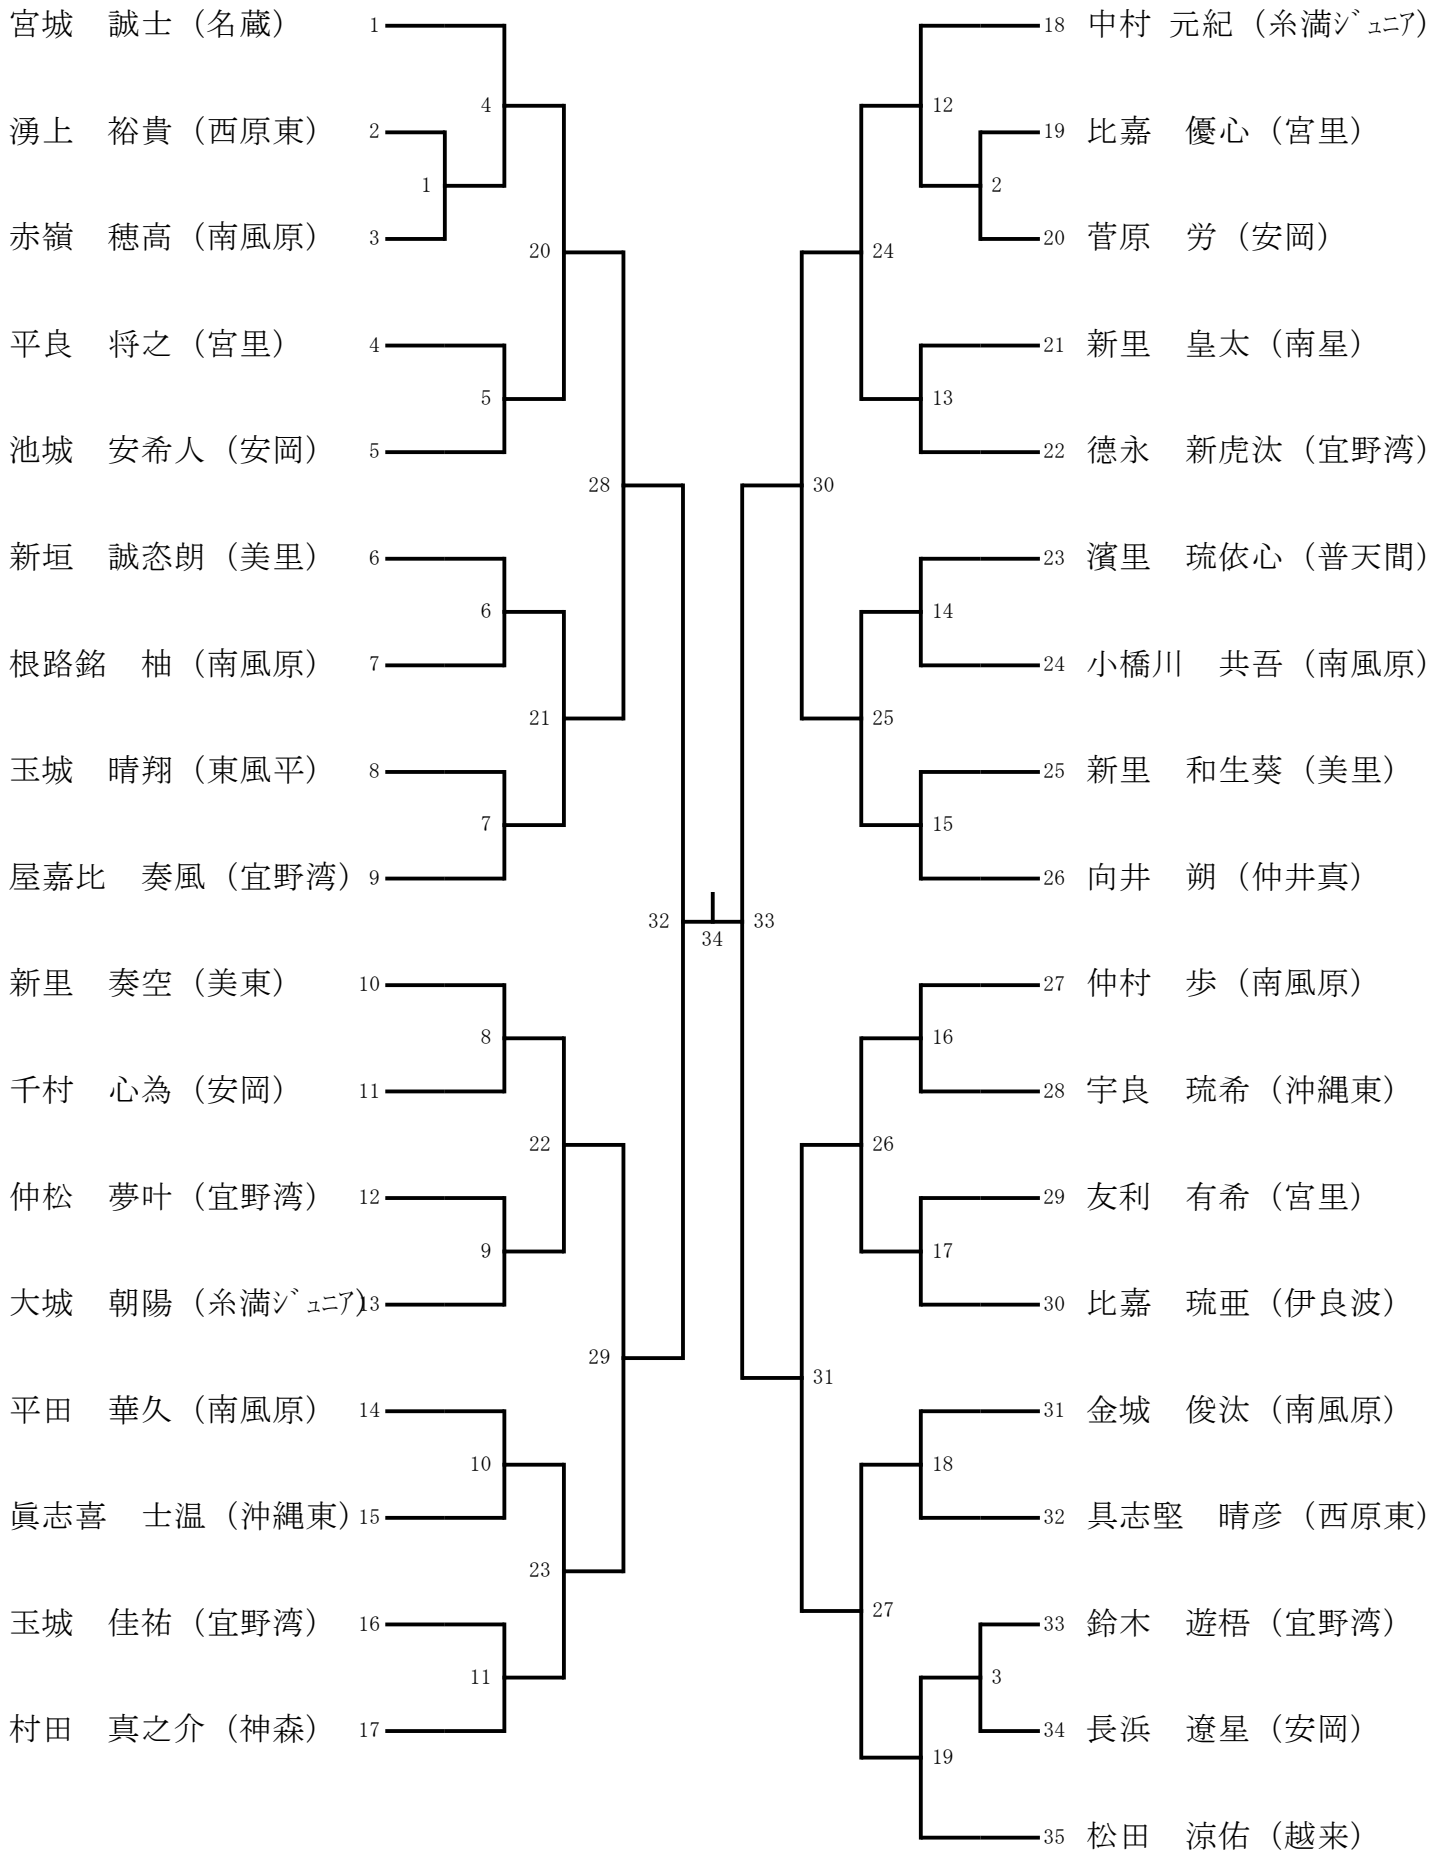 宮城　誠士（名蔵） 1
4
湧上　裕貴（西原東） 2
1
赤嶺　穂高（南風原） 3
20
平良　将之（宮里） 4
5
池城　安希人（安岡） 5
28
新垣　誠恣朗（美里） 6
6
根路銘　柚（南風原） 7
21
玉城　晴翔（東風平） 8
7
屋嘉比　奏風（宜野湾） 9
32
新里　奏空（美東） 10
8
千村　心為（安岡） 11
22
仲松　夢叶（宜野湾） 12
9
大城　朝陽（糸満ｼﾞｭﾆｱ） 13
29
平田　華久（南風原） 14
10
眞志喜　士温（沖縄東） 15
23
玉城　佳祐（宜野湾） 16
11
村田　真之介（神森） 17
34
18 中村 元紀（糸満ｼﾞｭﾆｱ）
12
19 比嘉　優心（宮里）
2
20 菅原　労（安岡）
24
21 新里　皇太（南星）
13
22 德永　新虎汰（宜野湾）
30
23 濱里　琉依心（普天間）
14
24 小橋川　共吾（南風原）
25
25 新里　和生葵（美里）
15
26 向井　朔（仲井真）
33
27 仲村　歩（南風原）
16
28 宇良　琉希（沖縄東）
26
29 友利　有希（宮里）
17
30 比嘉　琉亜（伊良波）
31
31 金城　俊汰（南風原）
18
32 具志堅　晴彦（西原東）
27
33 鈴木　遊梧（宜野湾）
3
34 長浜　遼星（安岡）
19
35 松田　涼佑（越来）